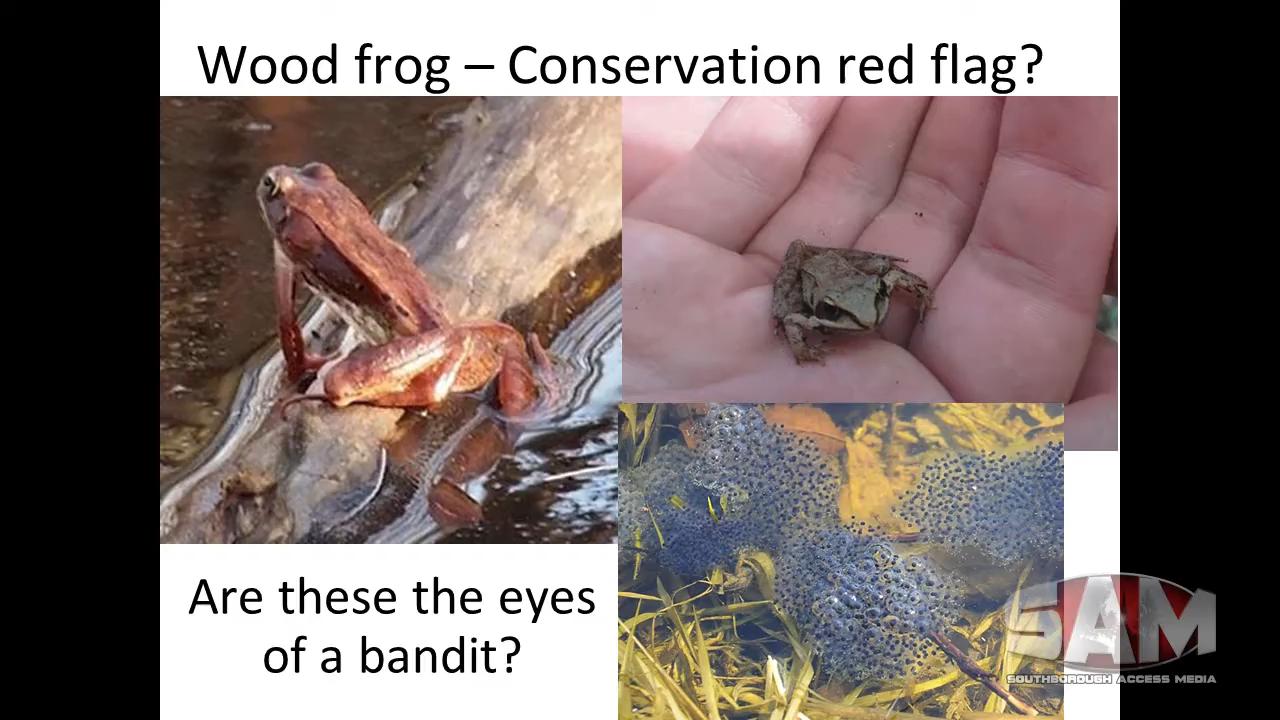 Wood frog – Conservation red flag?
Are these the eyes
of a bandit?
SAM
SOUTHBOROUGH ACCESS MEDIA